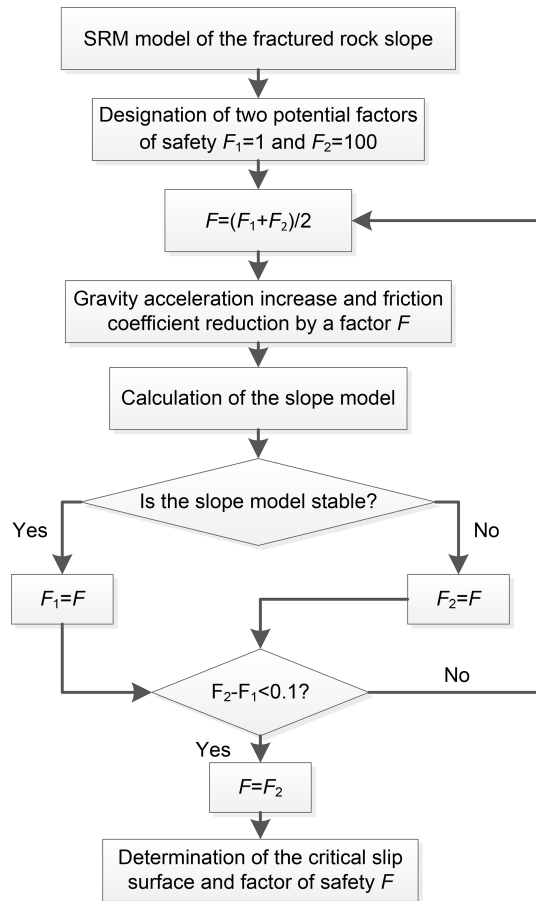 SRM model of the fractured rock slope
Designation of two potential factors
of safety F₁=1 and F₂=100
F=(F₁+F₂)/2
Gravity acceleration increase and friction
coefficient reduction by a factor F
Calculation of the slope model
Is the slope model stable?
Yes
No
F₁=F
F₂=F
F₂-F₁<0.1?
No
Yes
F=F₂
Determination of the critical slip
surface and factor of safety F